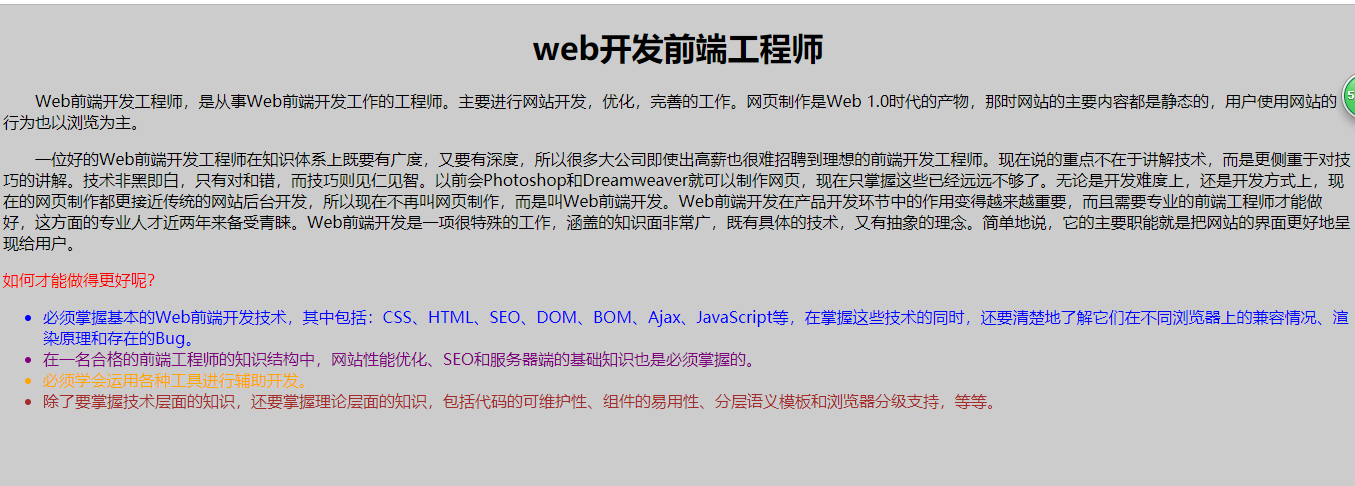 web开发前端工程师
Web前端开发工程师，是从事Web前端开发工作的工程师。主要进行网站开发，优化，完善的工作。网页制作是Web 1.0时代的产物，那时网站的主要内容都是静态的，用户使用网站的
行为也以浏览为主。
一位好的Web前端开发工程师在知识体系上既要有广度，又要有深度，所以很多大公司即使出高薪也很难招聘到理想的前端开发工程师。现在说的重点不在于讲解技术，而是更侧重于对技
巧的讲解。技术非黑即白，只有对和错，而技巧则见仁见智。以前会Photoshop和Dreamweaver就可以制作网页，现在只掌握这些已经远远不够了。无论是开发难度上，还是开发方式上，现
在的网页制作都更接近传统的网站后台开发，所以现在不再叫网页制作，而是叫Web前端开发。Web前端开发在产品开发环节中的作用变得越来越重要，而且需要专业的前端工程师才能做
好，这方面的专业人才近两年来备受青睐。Web前端开发是一项很特殊的工作，涵盖的知识面非常广，既有具体的技术，又有抽象的理念。简单地说，它的主要职能就是把网站的界面更好地呈
现给用户。
如何才能做得更好呢?
必须掌握基本的Web前端开发技术，其中包括：CSS、HTML、SEO、DOM、BOM、Ajax、JavaScript等，在掌握这些技术的同时，还要清楚地了解它们在不同浏览器上的兼容情况、渲
染原理和存在的Bug。
在一名合格的前端工程师的知识结构中，网站性能优化、SEO和服务器端的基础知识也是必须掌握的。
必须学会运用各种工具进行辅助开发。
除了要掌握技术层面的知识，还要掌握理论层面的知识，包括代码的可维护性、组件的易用性、分层语义模板和浏览器分级支持，等等。